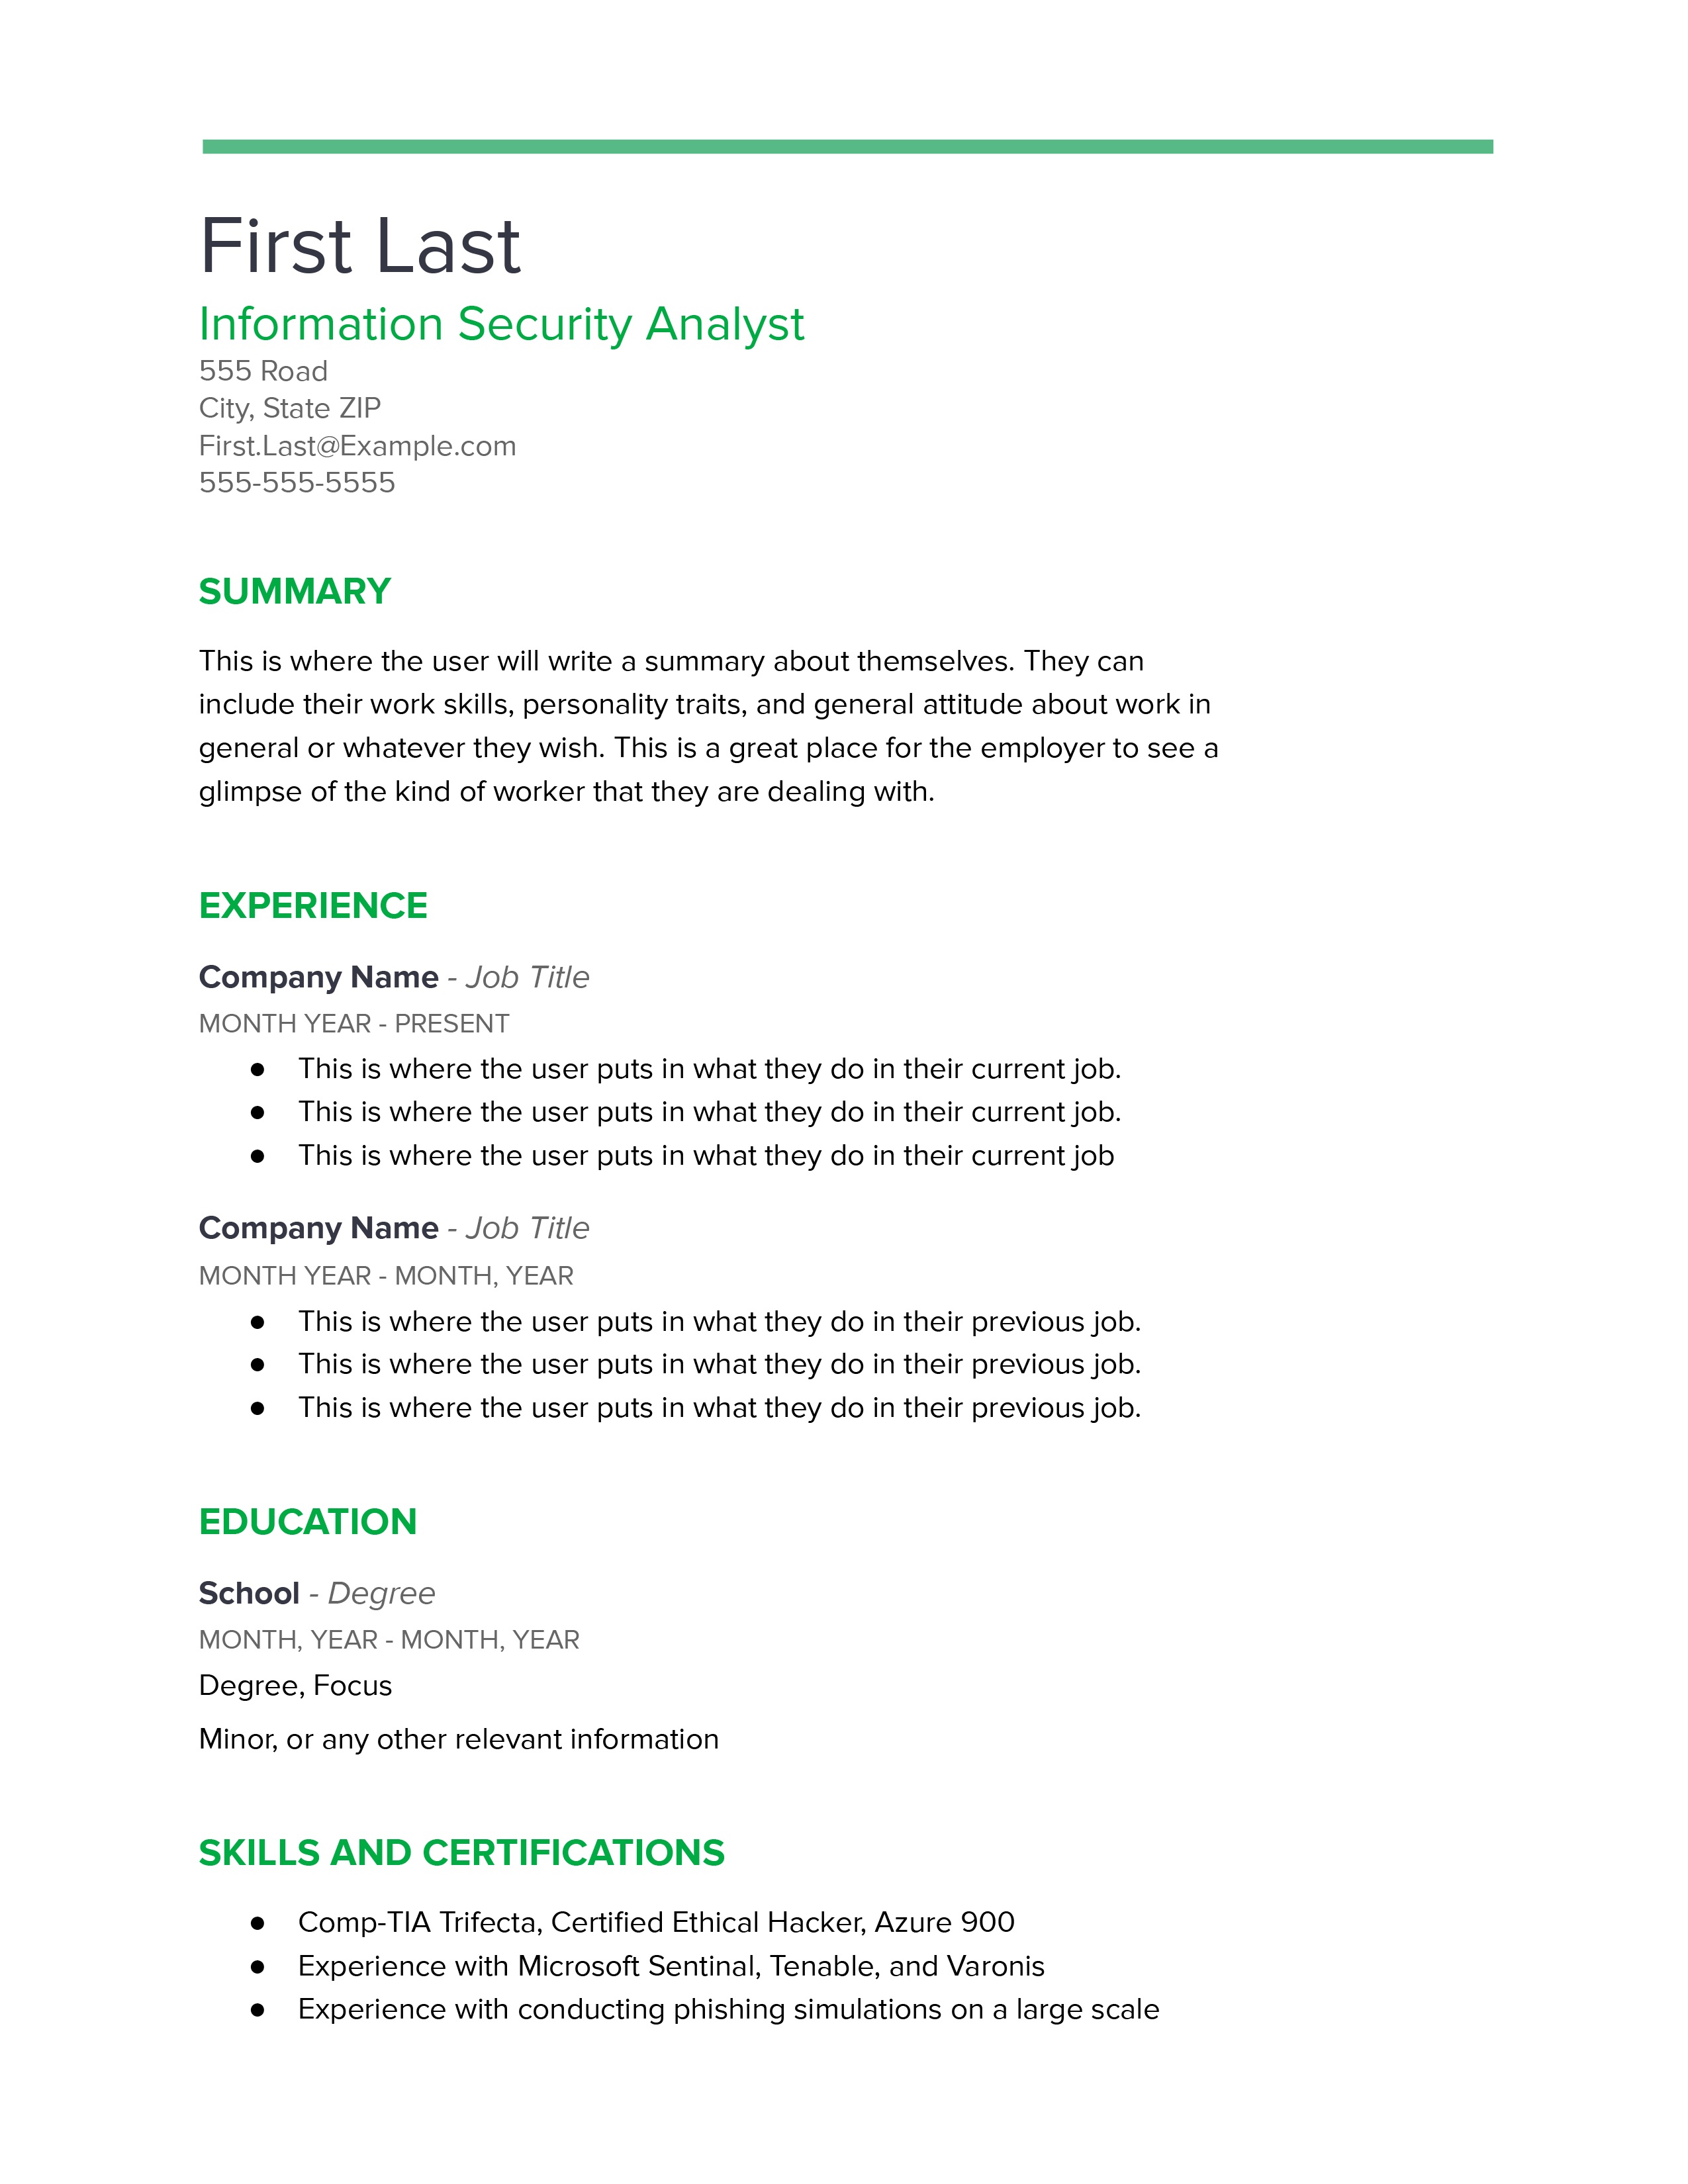 First Last
Information Security Analyst
555 Road
City, State ZIP
First.Last@Example.com
555-555-5555
SUMMARY
This is where the user will write a summary about themselves. They can
include their work skills, personality traits, and general attitude about work in
general or whatever they wish. This is a great place for the employer to see a
glimpse of the kind of worker that they are dealing with.
EXPERIENCE
Company Name - Job Title
MONTH YEAR - PRESENT
● This is where the user puts in what they do in their current job.
● This is where the user puts in what they do in their current job.
● This is where the user puts in what they do in their current job
Company Name - Job Title
MONTH YEAR - MONTH, YEAR
● This is where the user puts in what they do in their previous job.
● This is where the user puts in what they do in their previous job.
● This is where the user puts in what they do in their previous job.
EDUCATION
School - Degree
MONTH, YEAR - MONTH, YEAR
Degree, Focus
Minor, or any other relevant information
SKILLS AND CERTIFICATIONS
● Comp-TIA Trifecta, Certified Ethical Hacker, Azure 900
● Experience with Microsoft Sentinal, Tenable, and Varonis
● Experience with conducting phishing simulations on a large scale